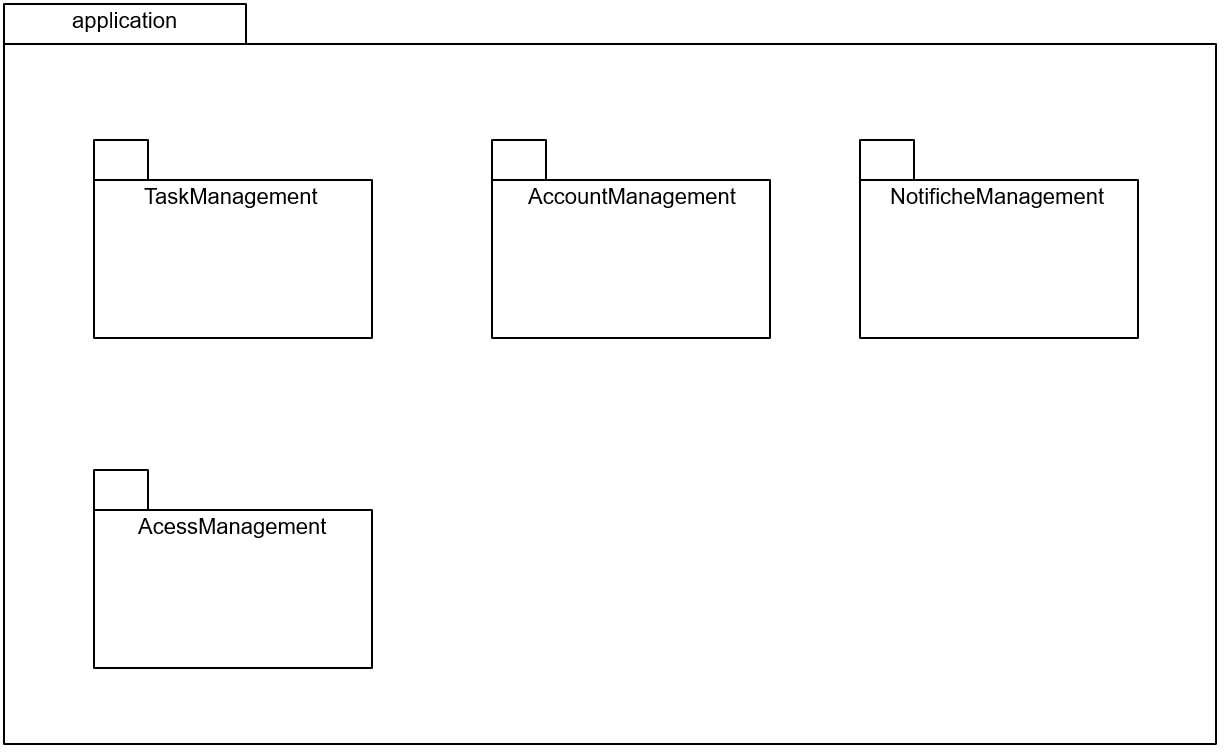 application
TaskManagement
AccountManagement
NotificheManagement
AcessManagement